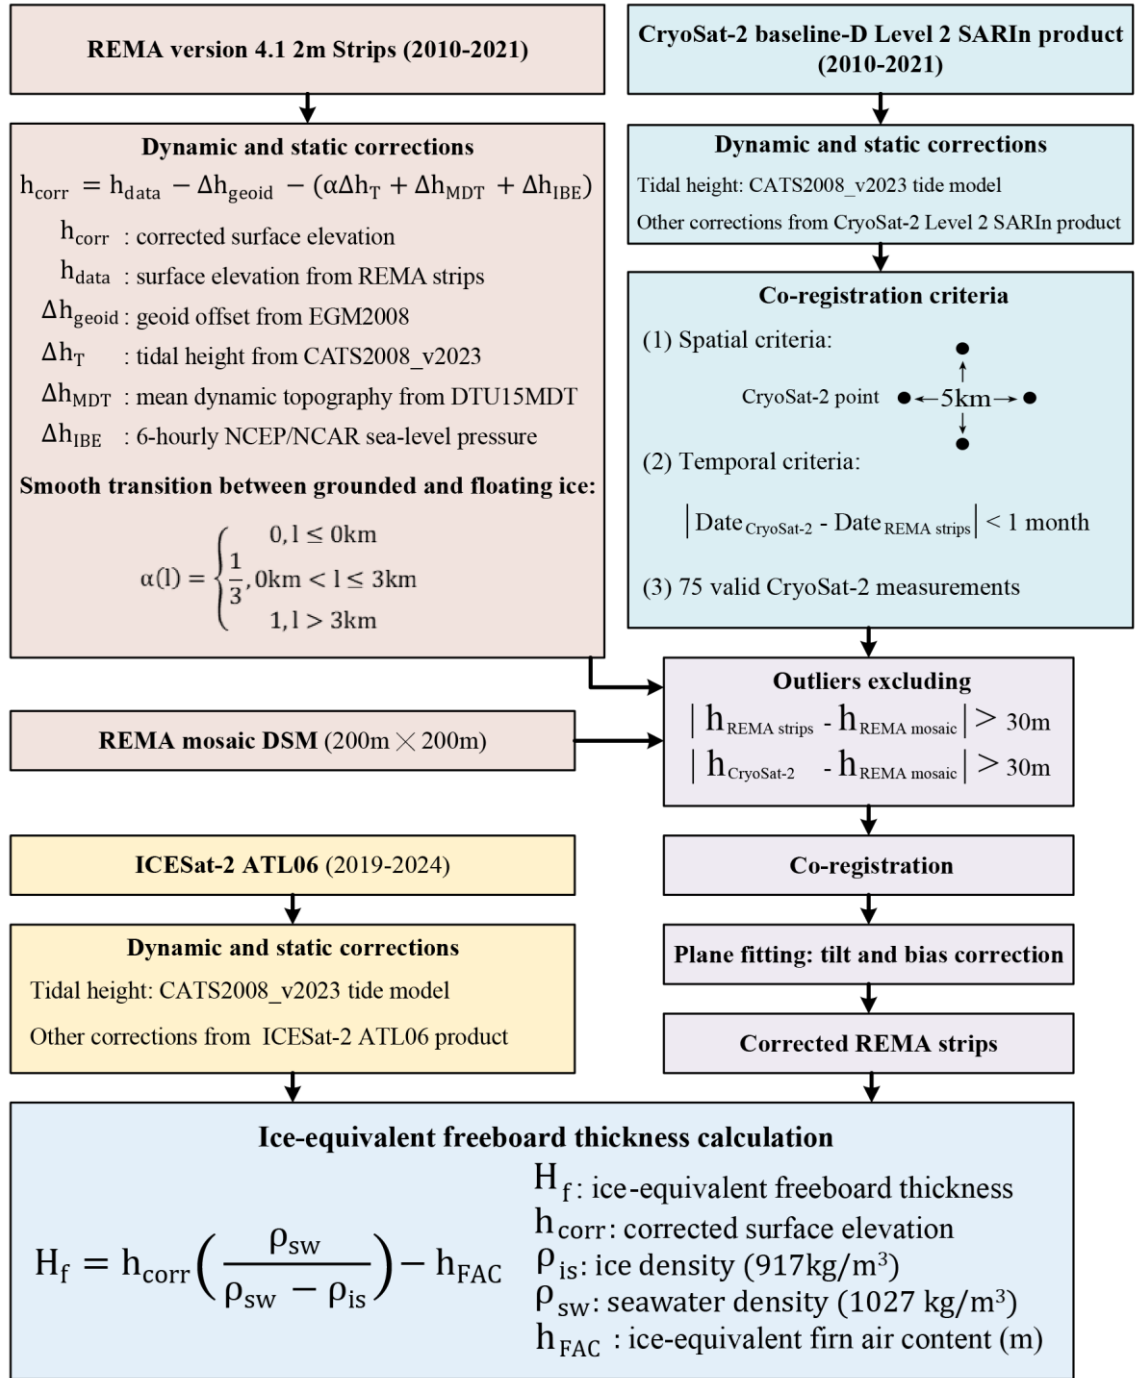 REMA version 4.1 2m Strips (2010-2021)
Dynamic and static corrections
h_corr = h_data − Δh_geoid − (αΔh_T + Δh_MDT + Δh_IBE)
h_corr : corrected surface elevation
h_data : surface elevation from REMA strips
Δh_geoid : geoid offset from EGM2008
Δh_T : tidal height from CATS2008_v2023
Δh_MDT : mean dynamic topography from DTU15MDT
Δh_IBE : 6-hourly NCEP/NCAR sea-level pressure
Smooth transition between grounded and floating ice:
0, l ≤ 0km
α(l) = { 1/3, 0km < l ≤ 3km
1, l > 3km
REMA mosaic DSM (200m × 200m)
CryoSat-2 baseline-D Level 2 SARIn product
(2010-2021)
Dynamic and static corrections
Tidal height: CATS2008_v2023 tide model
Other corrections from CryoSat-2 Level 2 SARIn product
Co-registration criteria
(1) Spatial criteria:
CryoSat-2 point ●←5km→●
(2) Temporal criteria:
|Date_CryoSat-2 - Date_REMA strips| < 1 month
(3) 75 valid CryoSat-2 measurements
Outliers excluding
|h_REMA strips - h_REMA mosaic| > 30m
|h_CryoSat-2 - h_REMA mosaic| > 30m
Co-registration
Plane fitting: tilt and bias correction
Corrected REMA strips
ICESat-2 ATL06 (2019-2024)
Dynamic and static corrections
Tidal height: CATS2008_v2023 tide model
Other corrections from ICESat-2 ATL06 product
Ice-equivalent freeboard thickness calculation
H_f = h_corr(ρ_sw / (ρ_sw − ρ_is)) − h_FAC
H_f: ice-equivalent freeboard thickness
h_corr: corrected surface elevation
ρ_is: ice density (917kg/m³)
ρ_sw: seawater density (1027 kg/m³)
h_FAC : ice-equivalent firn air content (m)